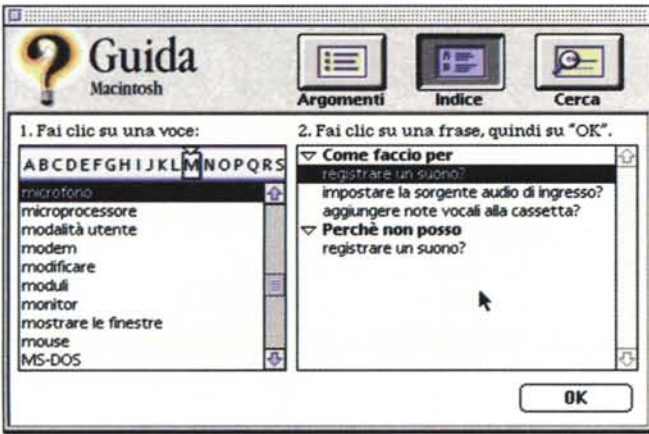 Guida
Macintosh
Argomenti
Indice
Cerca
1. Fai clic su una voce:
2. Fai clic su una frase, quindi su "OK".
ABCDEFGHIJKLMNOPQRS
microfono
microprocessore
modalità utente
modem
modificare
moduli
monitor
mostrare le finestre
mouse
MS-DOS
Come faccio per
registrare un suono?
impostare la sorgente audio di ingresso?
aggiungere note vocali alla cassetta?
Perchè non posso
registrare un suono?
OK